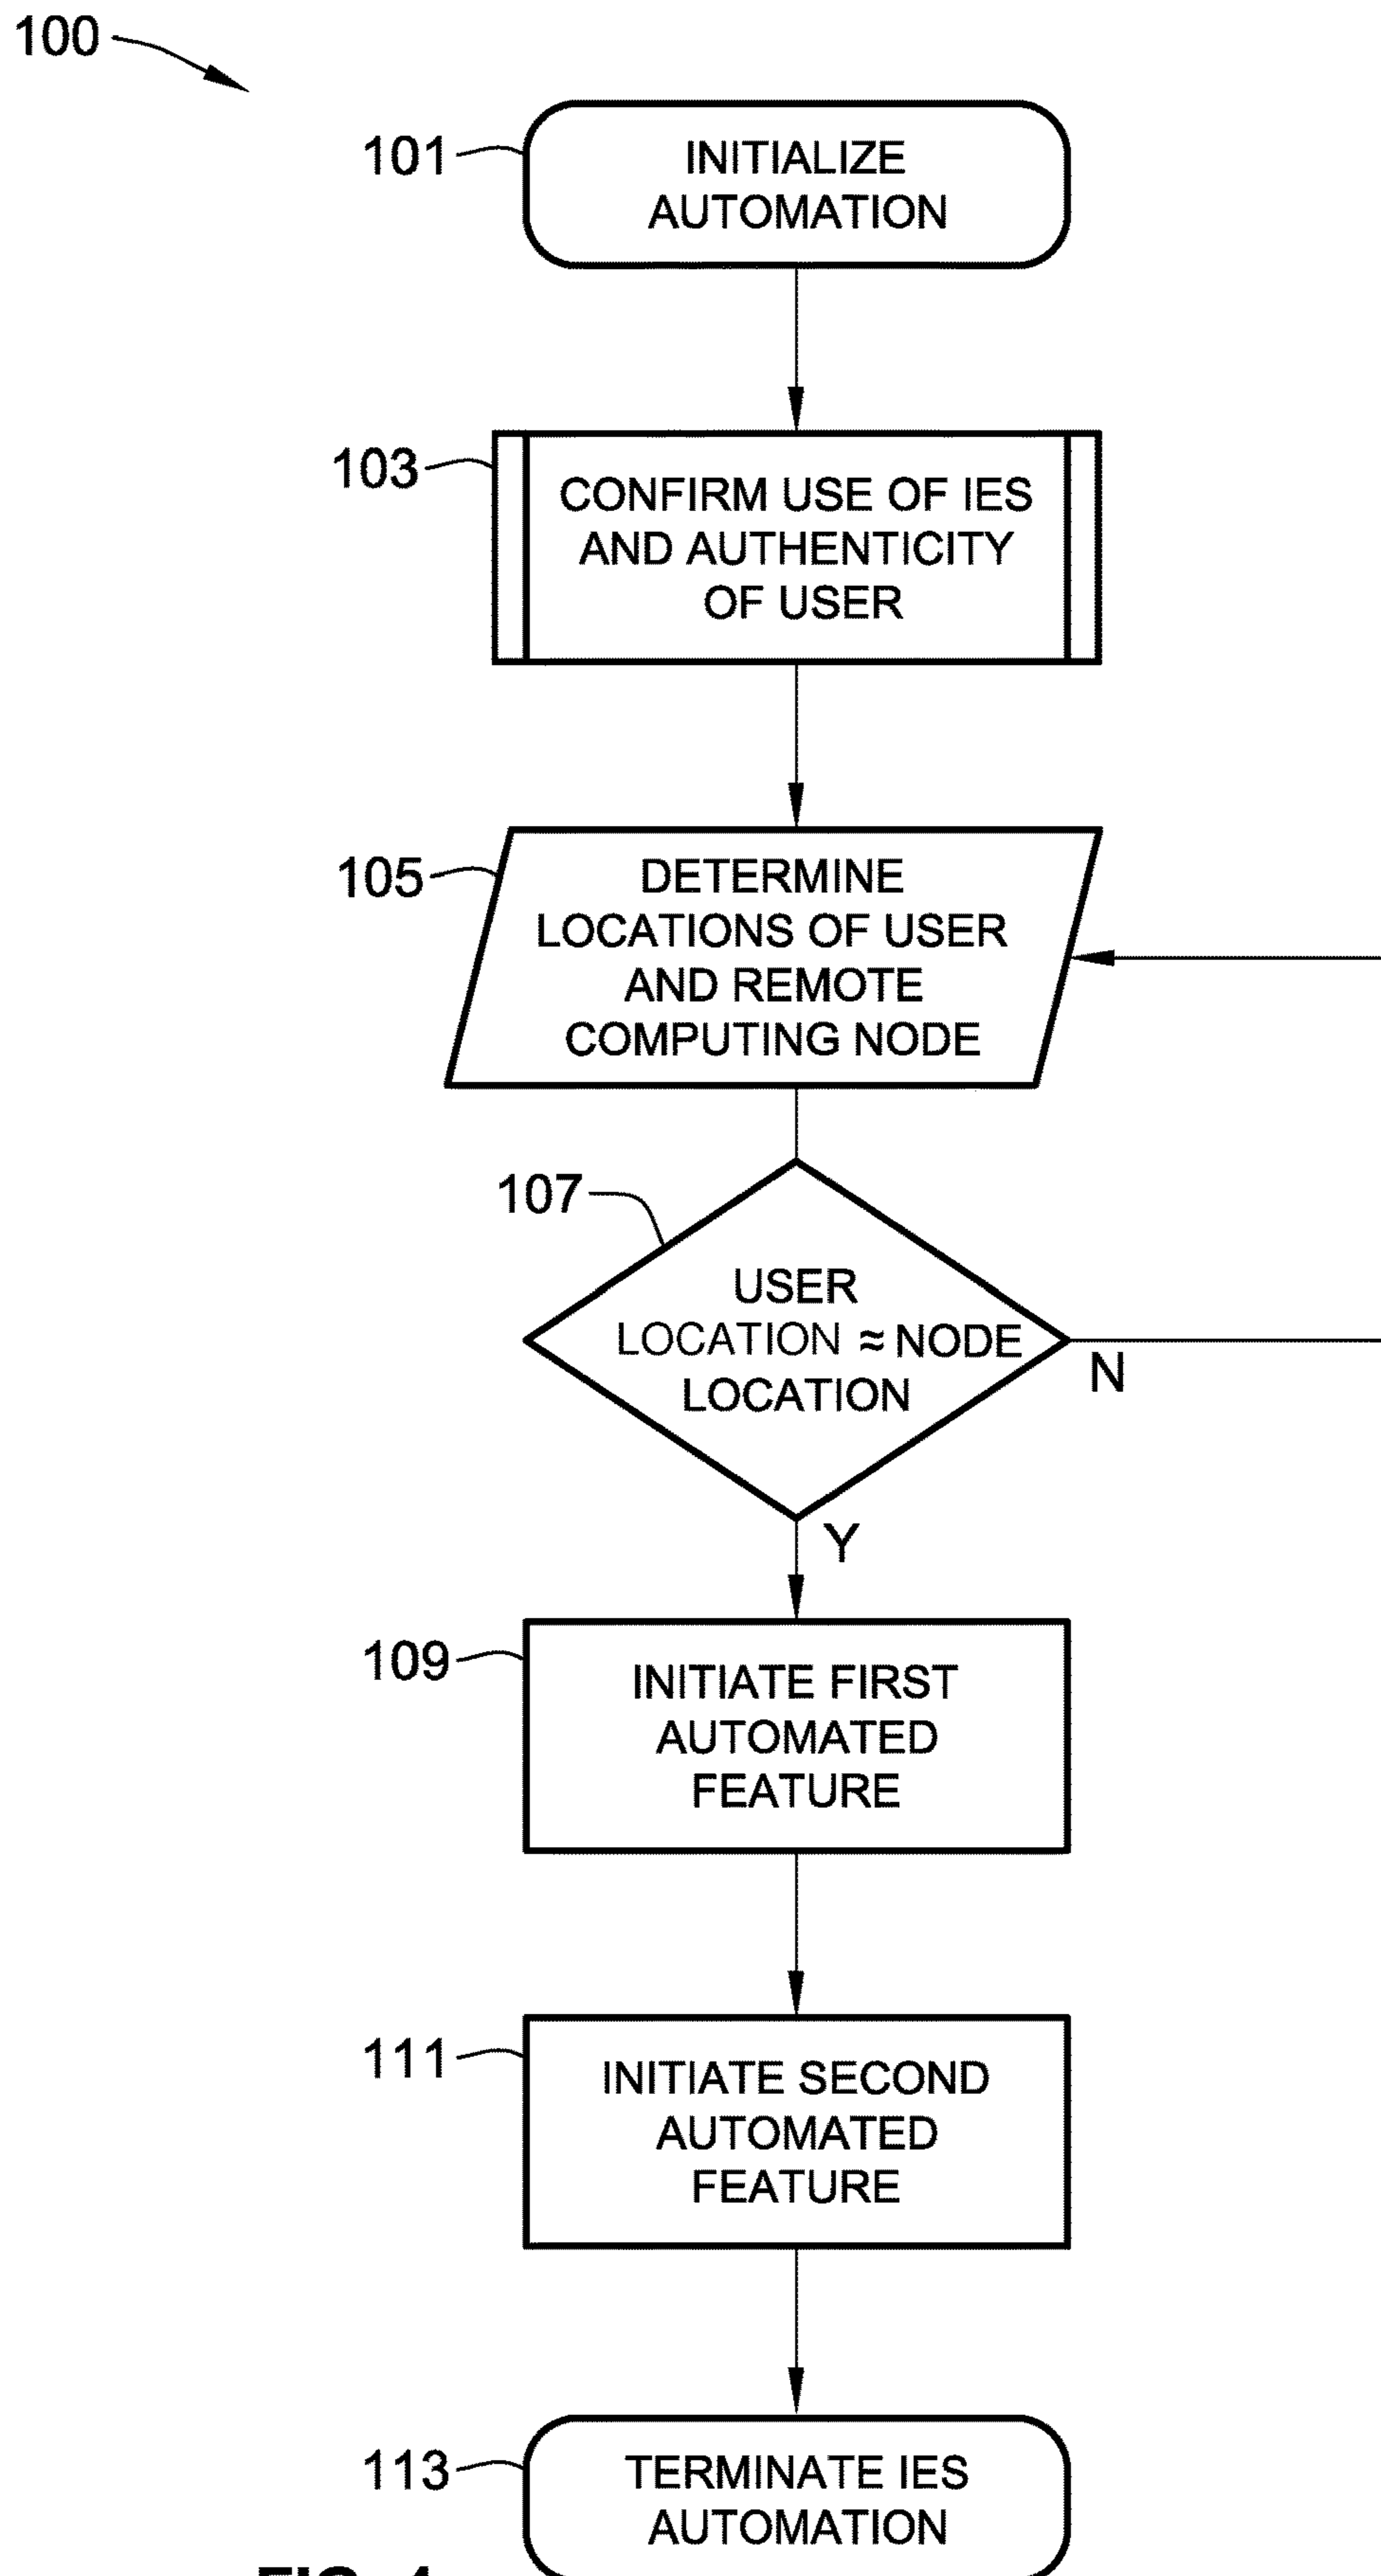 100
101
INITIALIZE
AUTOMATION
103
CONFIRM USE OF IES
AND AUTHENTICITY
OF USER
105
DETERMINE
LOCATIONS OF USER
AND REMOTE
COMPUTING NODE
107
USER
LOCATION ≈ NODE
LOCATION
N
Y
109
INITIATE FIRST
AUTOMATED
FEATURE
111
INITIATE SECOND
AUTOMATED
FEATURE
113
TERMINATE IES
AUTOMATION